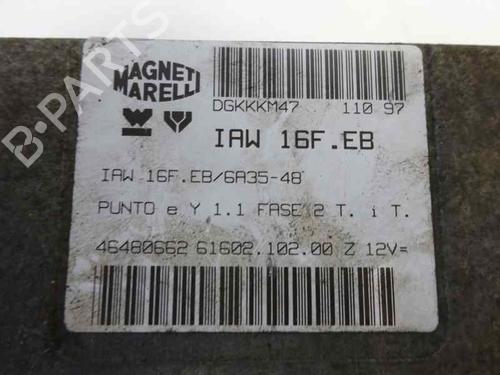 MAGNETI
MARELLI
DGKKKM47 110 97
IAW 16F.EB
IAW 16F.EB/6A35-48
PUNTO e Y 1.1 FASE 2 T. i T.
46480662 61602.102.00 Z 12V=
B-PARTS